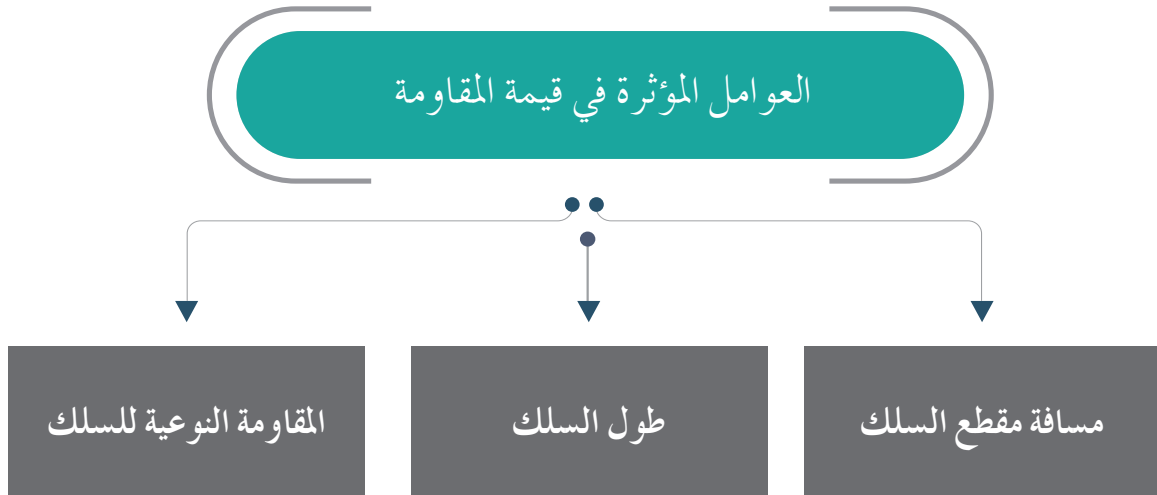 العوامل المؤثرة في قيمة المقاومة
مسافة مقطع السلك
طول السلك
المقاومة النوعية للسلك